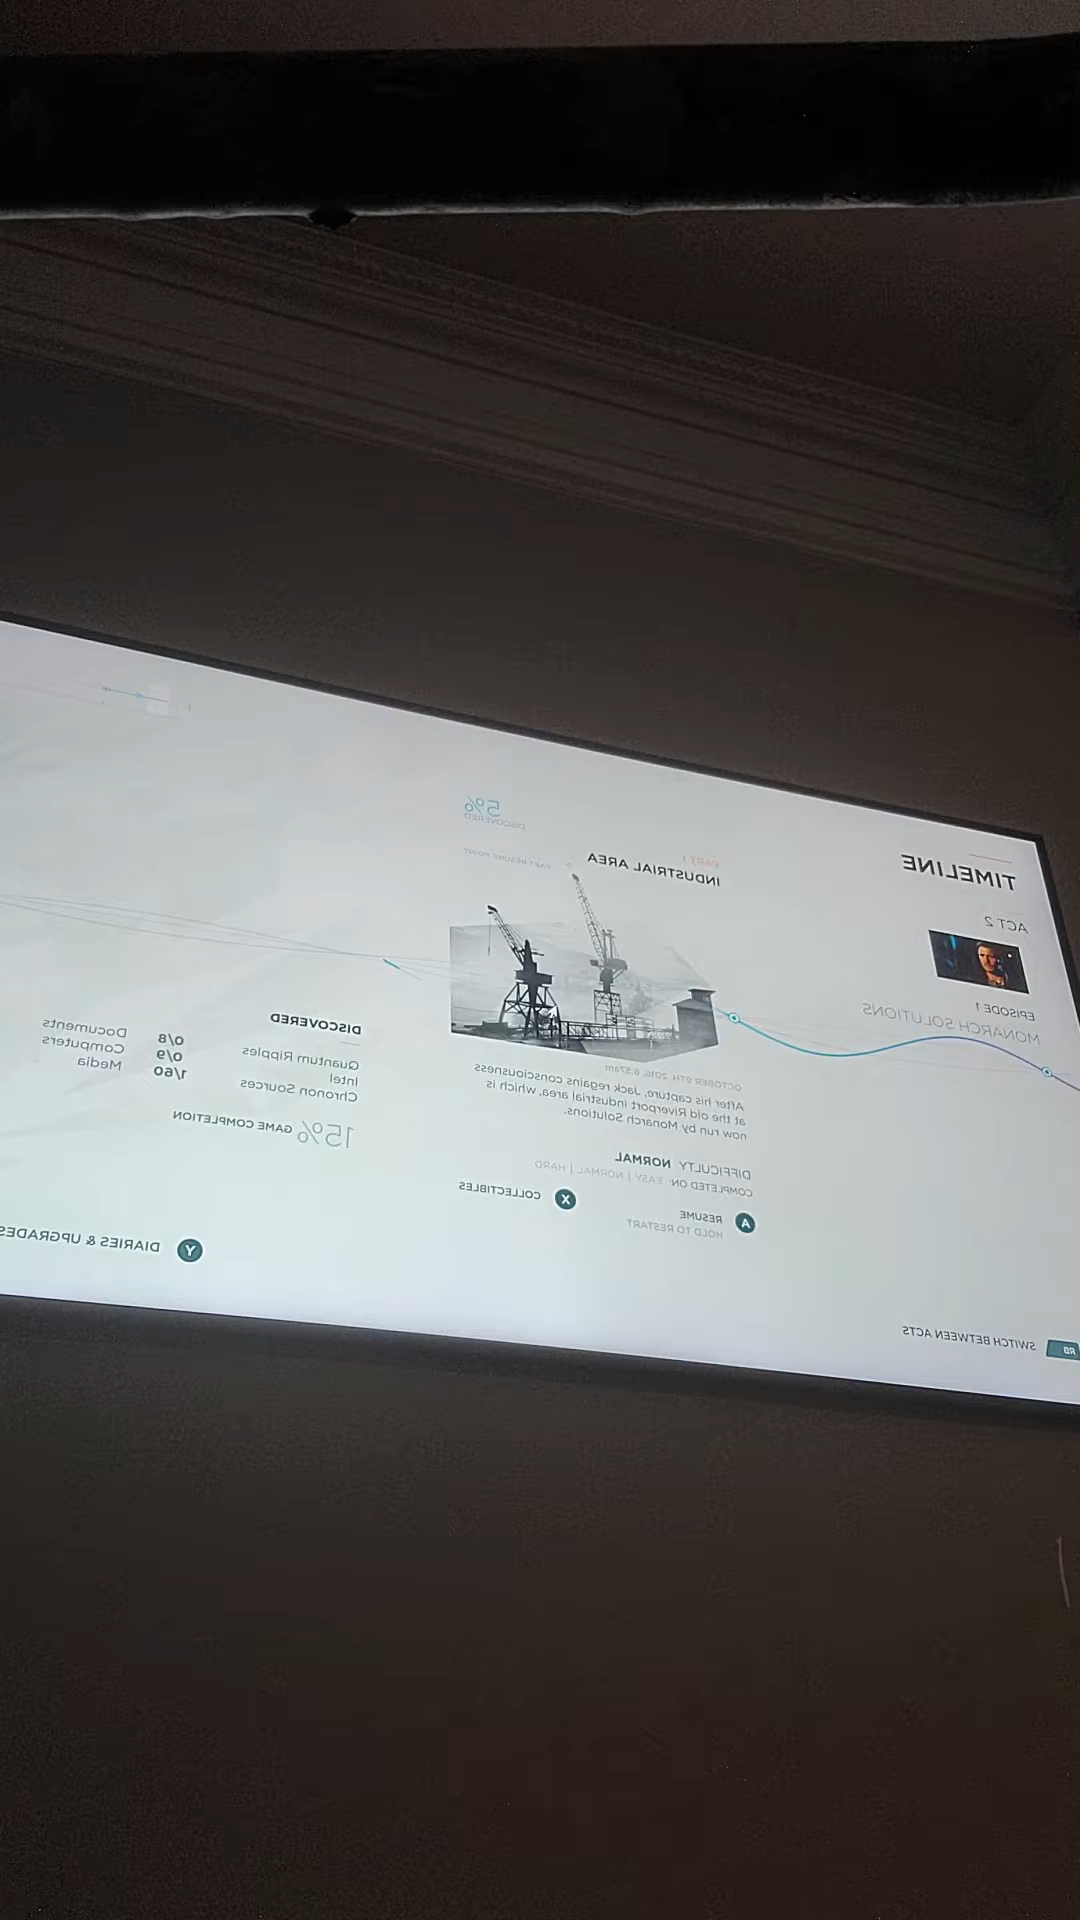 TIMELINE
ACT 2
EPISODE 1
MONARCH SOLUTIONS
PART 1
INDUSTRIAL AREA
PART RESUME POINT
5%
DISCOVERED
OCTOBER 9TH 2016, 6:57am
After his capture, Jack regains consciousness
at the old Riverport industrial area, which is
now run by Monarch Solutions.
DIFFICULTY NORMAL
COMPLETED ON: EASY | NORMAL | HARD
A RESUME
HOLD TO RESTART
X COLLECTIBLES
DISCOVERED
Quantum Ripples 0/8 Documents
Intel 0/9 Computers
Chronon Sources 1/60 Media
15% GAME COMPLETION
Y DIARIES & UPGRADES
RB SWITCH BETWEEN ACTS